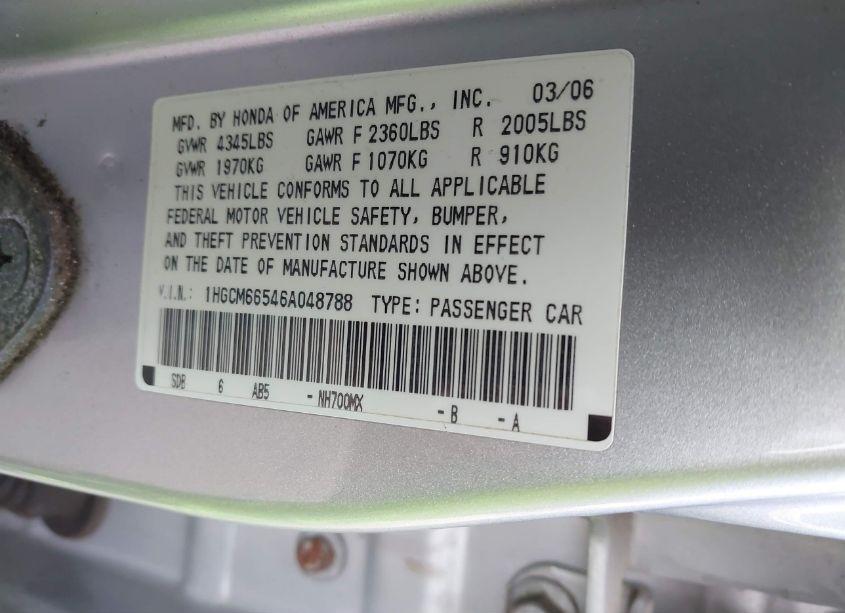 MFD. BY HONDA OF AMERICA MFG., INC. 03/06
GVWR 4345LBS GAWR F 2360LBS R 2005LBS
GVWR 1970KG GAWR F 1070KG R 910KG
THIS VEHICLE CONFORMS TO ALL APPLICABLE
FEDERAL MOTOR VEHICLE SAFETY, BUMPER,
AND THEFT PREVENTION STANDARDS IN EFFECT
ON THE DATE OF MANUFACTURE SHOWN ABOVE.
V.I.N.: 1HGCM66546A048788 TYPE: PASSENGER CAR
SDB 6 AB5 - NH700MX - B - A